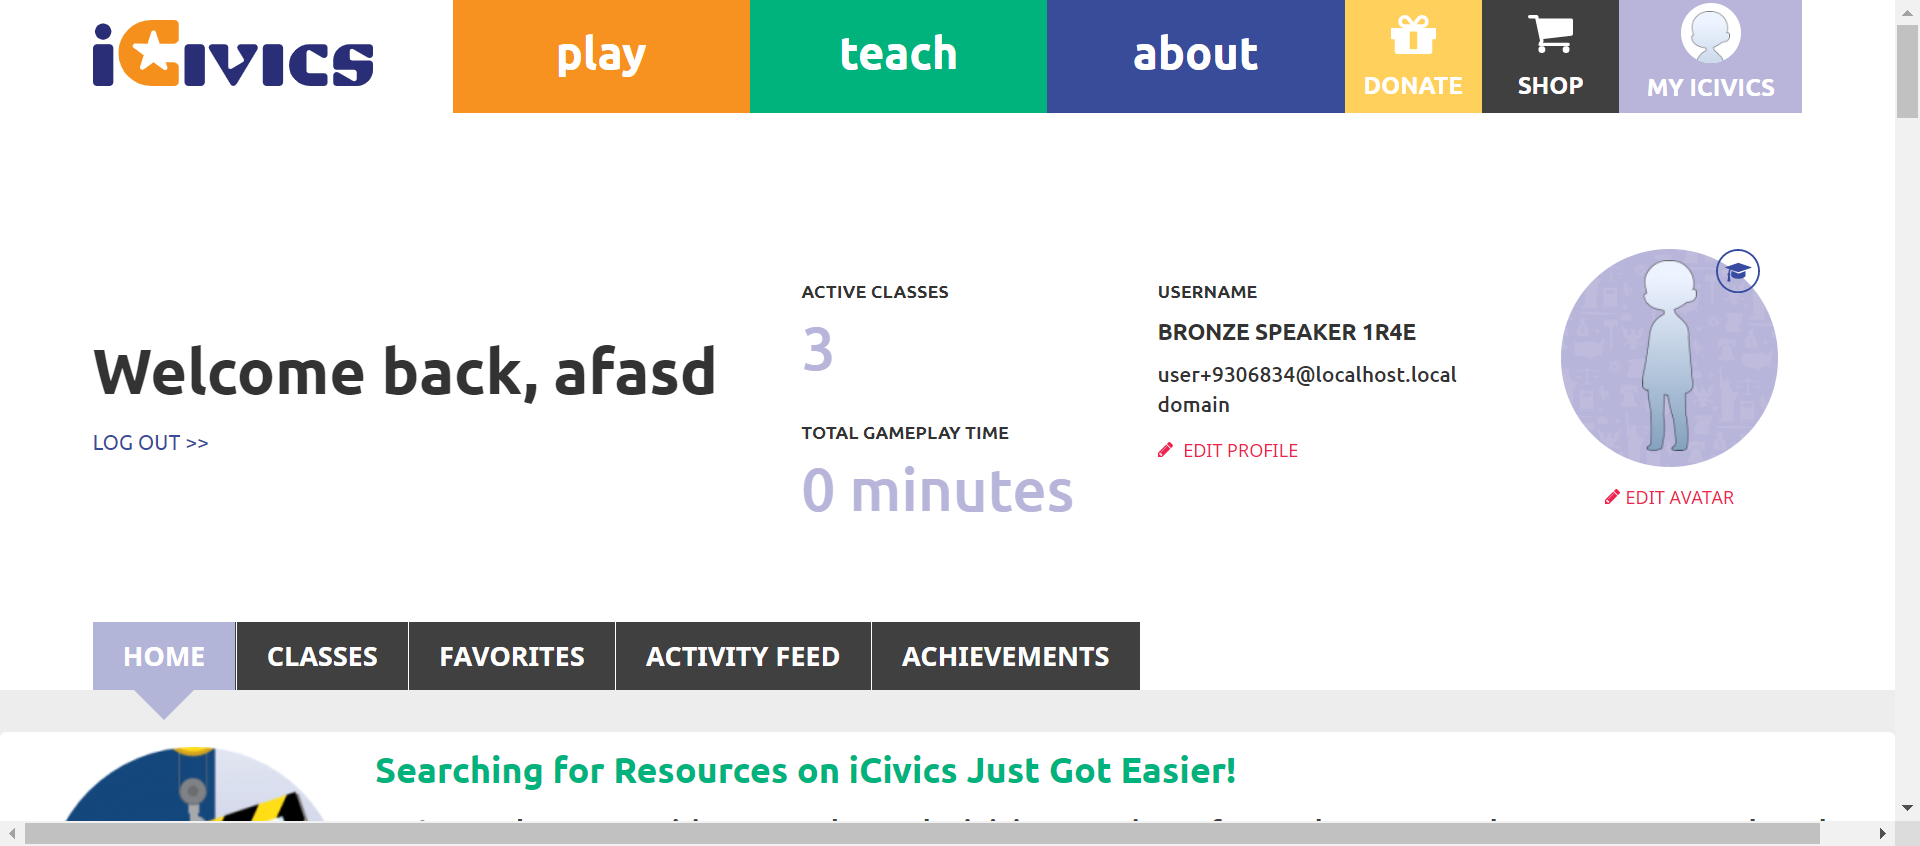 iCivics
play
teach
about
DONATE
SHOP
MY ICIVICS
Welcome back, afasd
LOG OUT >>
ACTIVE CLASSES
3
TOTAL GAMEPLAY TIME
0 minutes
USERNAME
BRONZE SPEAKER 1R4E
user+9306834@localhost.local
domain
EDIT PROFILE
EDIT AVATAR
HOME
CLASSES
FAVORITES
ACTIVITY FEED
ACHIEVEMENTS
Searching for Resources on iCivics Just Got Easier!